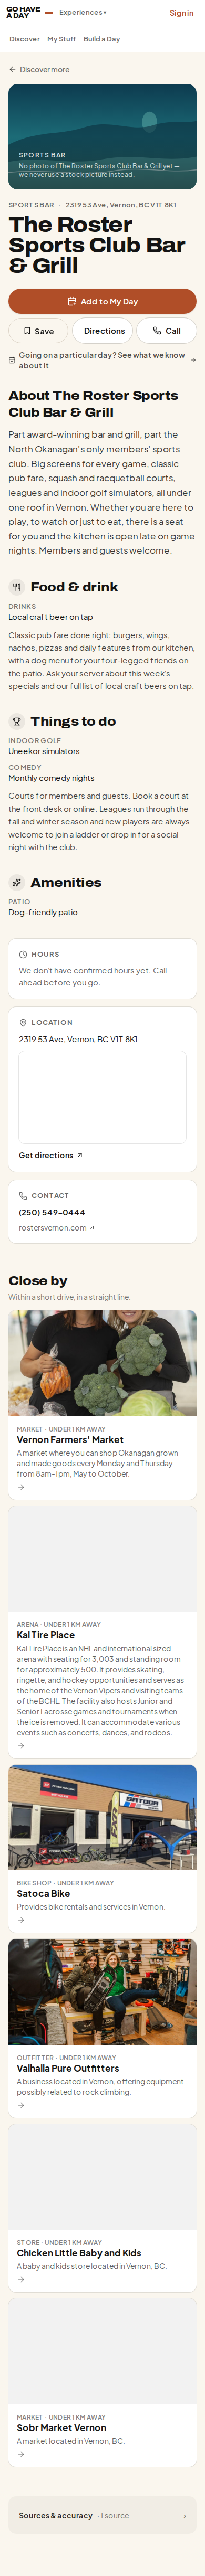 GO HAVE
A DAY
Experiences ▾
Sign in
Discover My Stuff Build a Day
← Discover more
SPORTS BAR
No photo of The Roster Sports Club Bar & Grill yet —
we never use a stock picture instead.
SPORTS BAR · 2319 53 Ave, Vernon, BC V1T 8K1
The Roster
Sports Club Bar
& Grill
Add to My Day
Save Directions Call
Going on a particular day? See what we know →
about it
About The Roster Sports
Club Bar & Grill
Part award-winning bar and grill, part the
North Okanagan's only members' sports
club. Big screens for every game, classic
pub fare, squash and racquetball courts,
leagues and indoor golf simulators, all under
one roof in Vernon. Whether you are here to
play, to watch or just to eat, there is a seat
for you and the kitchen is open late on game
nights. Members and guests welcome.
Food & drink
DRINKS
Local craft beer on tap
Classic pub fare done right: burgers, wings,
nachos, pizzas and daily features from our kitchen,
with a dog menu for your four-legged friends on
the patio. Ask your server about this week's
specials and our full list of local craft beers on tap.
Things to do
INDOOR GOLF
Uneekor simulators
COMEDY
Monthly comedy nights
Courts for members and guests. Book a court at
the front desk or online. Leagues run through the
fall and winter season and new players are always
welcome to join a ladder or drop in for a social
night with the club.
Amenities
PATIO
Dog-friendly patio
HOURS
We don't have confirmed hours yet. Call
ahead before you go.
LOCATION
2319 53 Ave, Vernon, BC V1T 8K1
Get directions ↗
CONTACT
(250) 549-0444
rostersvernon.com ↗
Close by
Within a short drive, in a straight line.
MARKET · UNDER 1 KM AWAY
Vernon Farmers' Market
A market where you can shop Okanagan grown
and made goods every Monday and Thursday
from 8am-1pm, May to October.
→
ARENA · UNDER 1 KM AWAY
Kal Tire Place
Kal Tire Place is an NHL and international sized
arena with seating for 3,003 and standing room
for approximately 500. It provides skating,
ringette, and hockey opportunities and serves as
the home of the Vernon Vipers and visiting teams
of the BCHL. The facility also hosts Junior and
Senior Lacrosse games and tournaments when
the ice is removed. It can accommodate various
events such as concerts, dances, and rodeos.
→
SATOCA
BIKE SHOP · UNDER 1 KM AWAY
Satoca Bike
Provides bike rentals and services in Vernon.
→
OUTFITTER · UNDER 1 KM AWAY
Valhalla Pure Outfitters
A business located in Vernon, offering equipment
possibly related to rock climbing.
→
STORE · UNDER 1 KM AWAY
Chicken Little Baby and Kids
A baby and kids store located in Vernon, BC.
→
MARKET · UNDER 1 KM AWAY
Sobr Market Vernon
A market located in Vernon, BC.
→
Sources & accuracy · 1 source ›